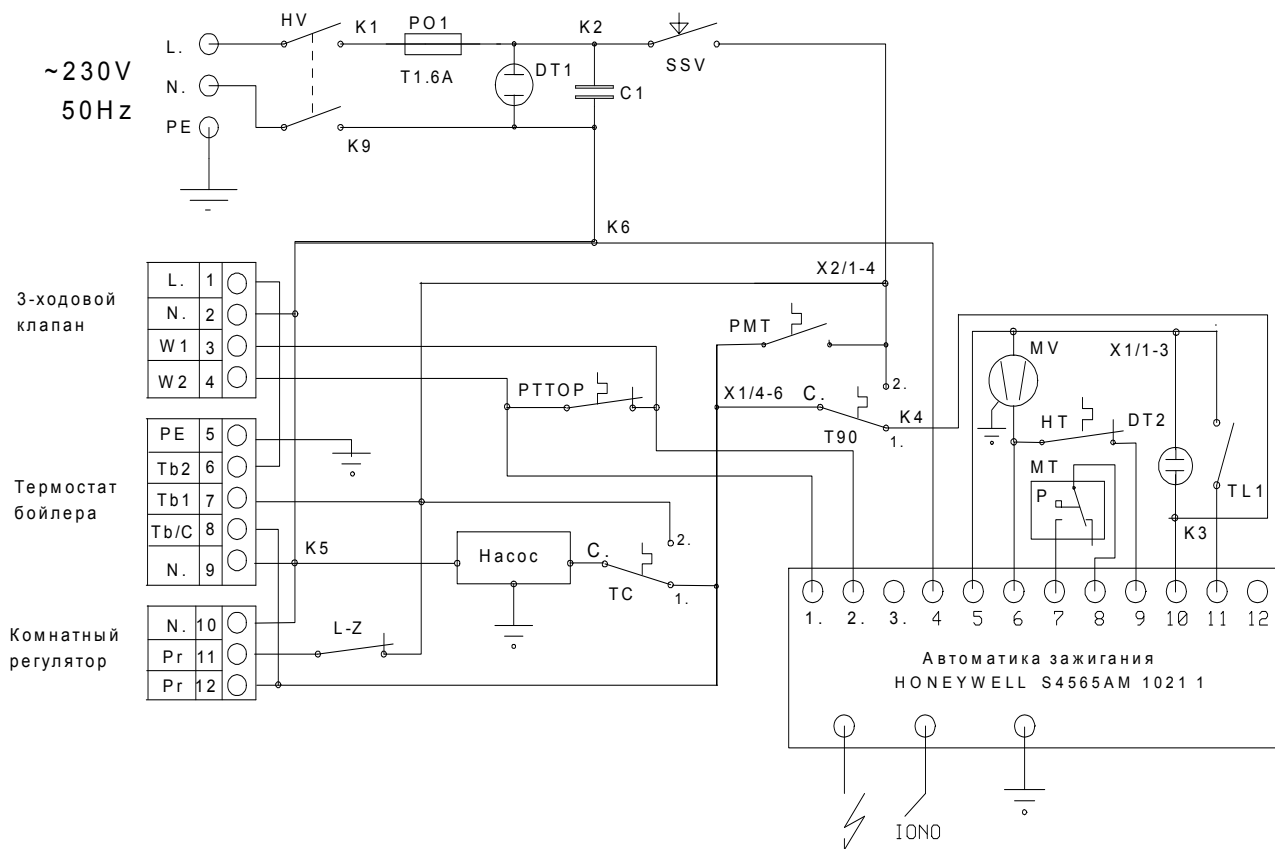 HV
K1
PO1
K2
L.
SSV
~230V
N.
T1.6A
DT1
C1
50Hz
PE
K9
K6
X2/1-4
3-ходовой
клапан
L. 1
N. 2
W1 3
W2 4
PMT
MV
X1/1-3
PTTOP
X1/4-6
C.
2.
K4
T90
1.
HT
DT2
Термостат
бойлера
PE 5
Tb2 6
Tb1 7
Tb/C 8
N. 9
MT
P
TL1
K5
Насос
C.
2.
TC
1.
K3
Комнатный
регулятор
N. 10
Pr 11
Pr 12
L-Z
1. 2. 3. 4 5 6 7 8 9 10 11 12
Автоматика зажигания
HONEYWELL S4565AM 1021 1
IONO